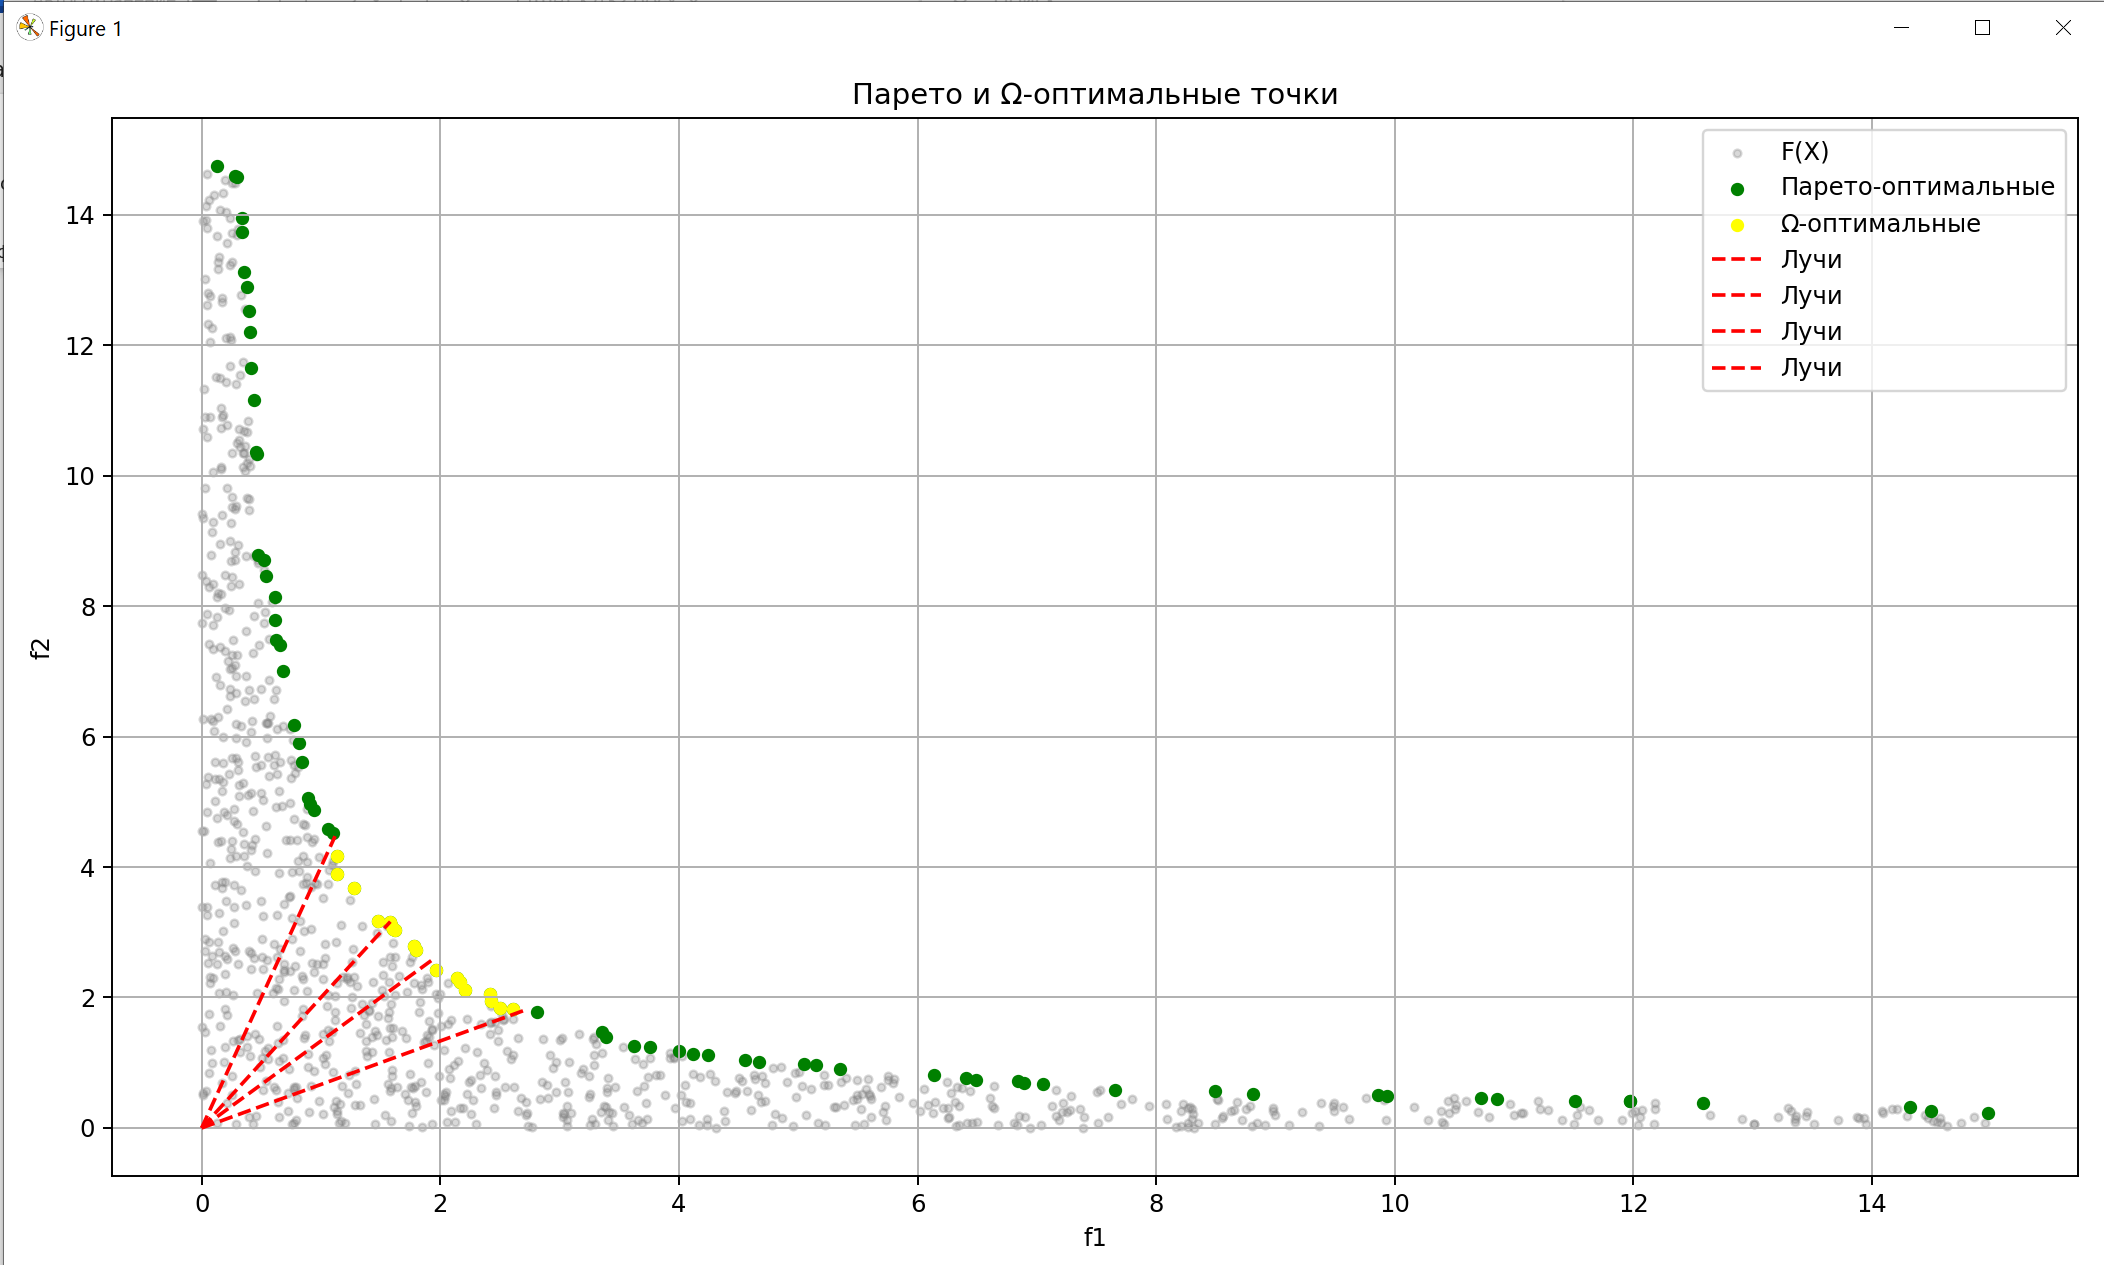 Figure 1
Парето и Ω-оптимальные точки
F(X)
Парето-оптимальные
Ω-оптимальные
Лучи
Лучи
Лучи
Лучи
14
12
10
8
6
4
2
0
f2
0 2 4 6 8 10 12 14
f1